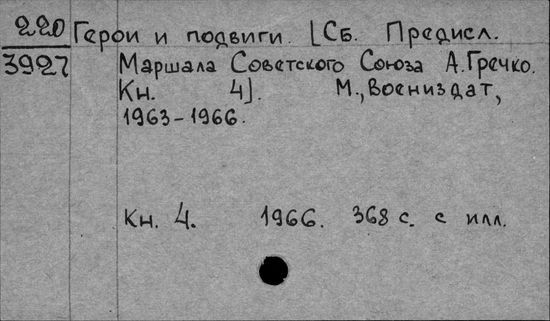 220 Герои и подвиги. [Сб. Предисл.
3927 Маршала Советского Союза А. Гречко.
Кн. 4]. М., Воениздат,
1963-1966.
Кн. 4. 1966. 368 с. с илл.